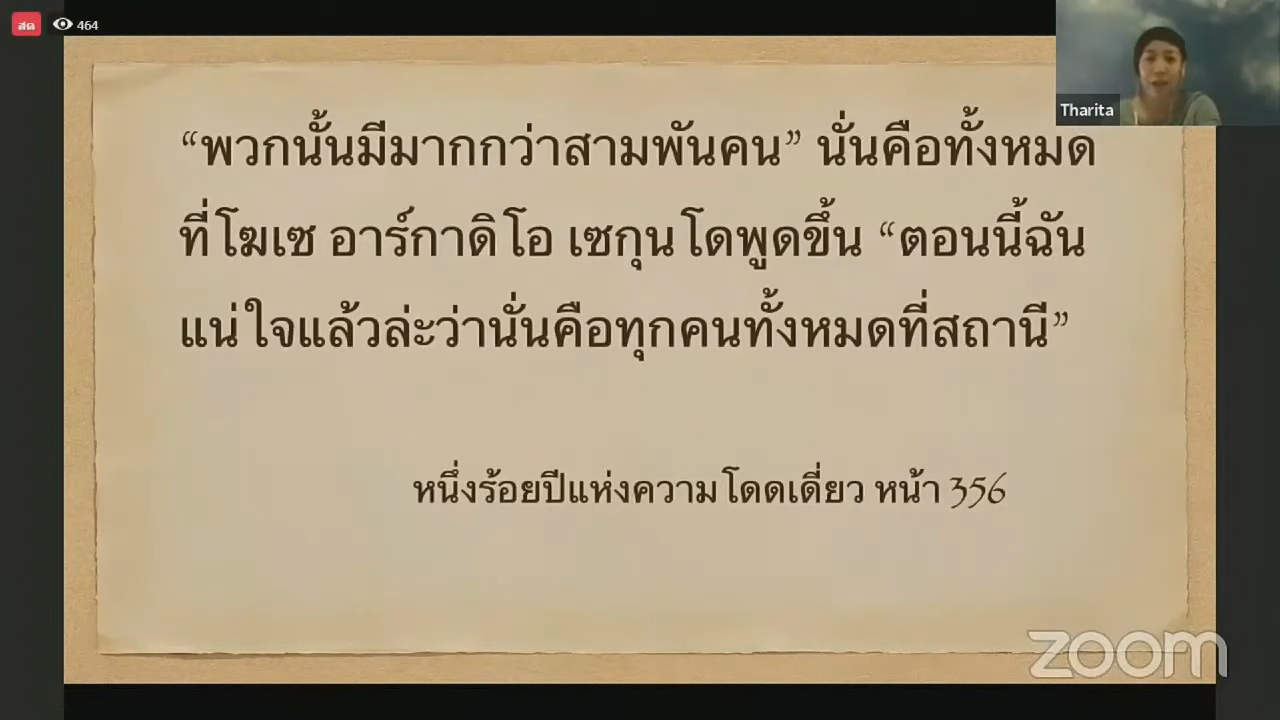 สด 464
Tharita
“พวกนั้นมีมากกว่าสามพันคน” นั่นคือทั้งหมด
ที่โฆเซ อาร์กาดิโอ เซกุนโดพูดขึ้น “ตอนนี้ฉัน
แน่ใจแล้วล่ะว่านั่นคือทุกคนทั้งหมดที่สถานี”
หนึ่งร้อยปีแห่งความโดดเดี่ยว หน้า 356
zoom